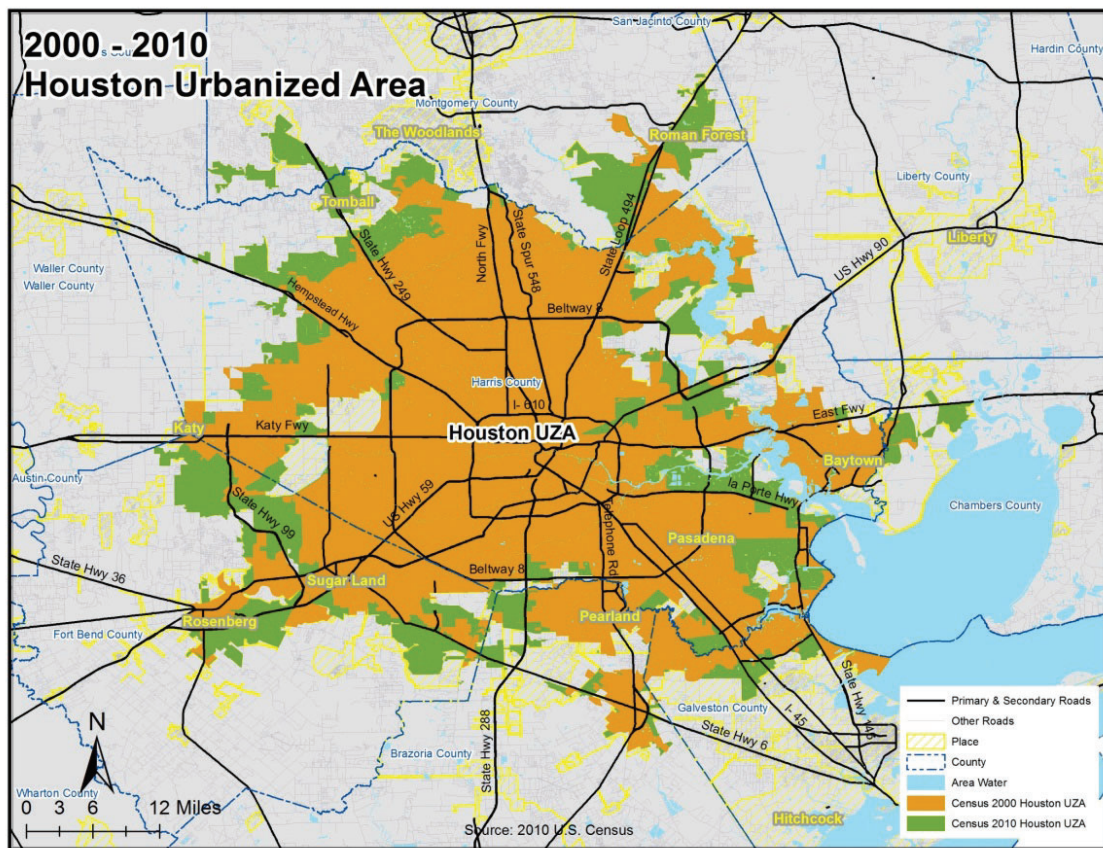 2000 - 2010
Houston Urbanized Area
San Jacinto County
Hardin County
Montgomery County
The Woodlands
Roman Forest
Liberty County
Tomball
Liberty
State Hwy 249
North Fwy
State Spur 548
State Loop 494
US Hwy 90
Waller County
Waller County
Hempstead Hwy
Beltway 8
Harris County
I- 610
East Fwy
Katy
Katy Fwy
Houston UZA
Baytown
Austin County
US Hwy 59
la Porte Hwy
Chambers County
State Hwy 99
Telephone Rd
Pasadena
State Hwy 36
Sugar Land
Beltway 8
Rosenberg
Pearland
Fort Bend County
State Hwy 146
Galveston County
I- 45
State Hwy 6
State Hwy 288
Brazoria County
N
Wharton County
0 3 6 12 Miles
Source: 2010 U.S. Census
Hitchcock
Primary & Secondary Roads
Other Roads
Place
County
Area Water
Census 2000 Houston UZA
Census 2010 Houston UZA